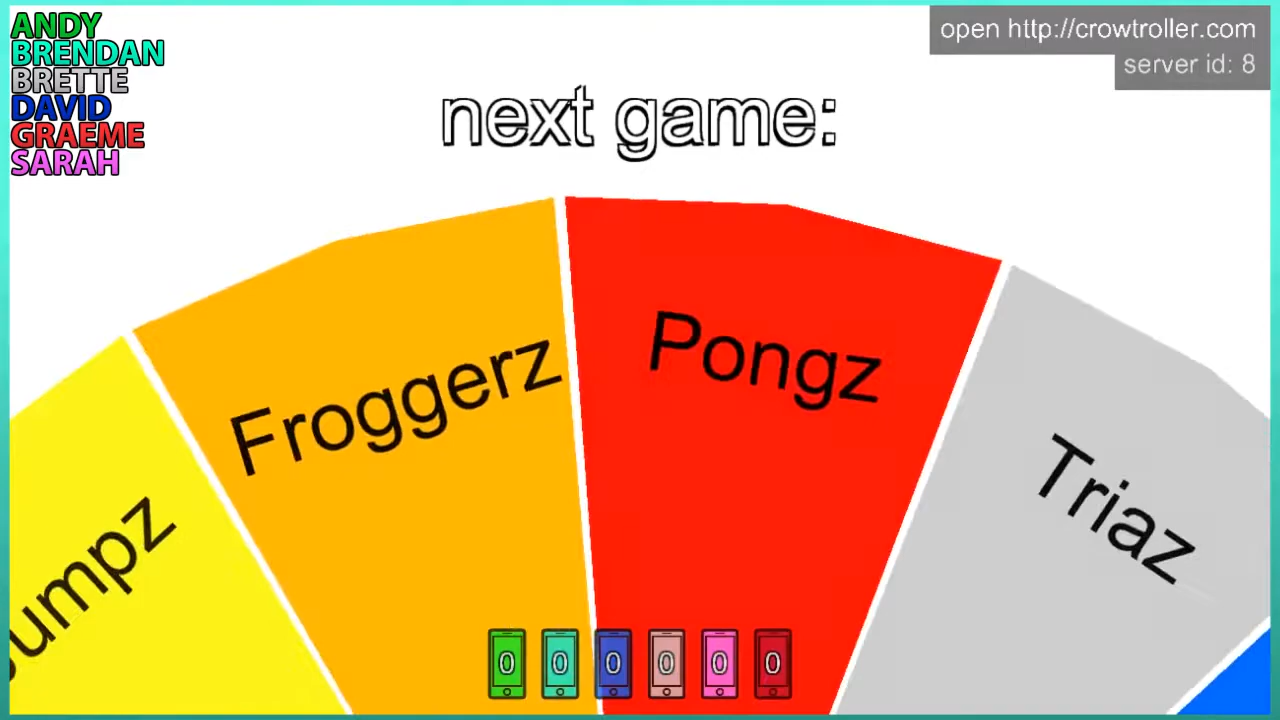 ANDY
BRENDAN
BRETTE
DAVID
GRAEME
SARAH
open http://crowtroller.com
server id: 8
next game:
Froggerz
Pongz
Triaz
0 0 0 0 0 0